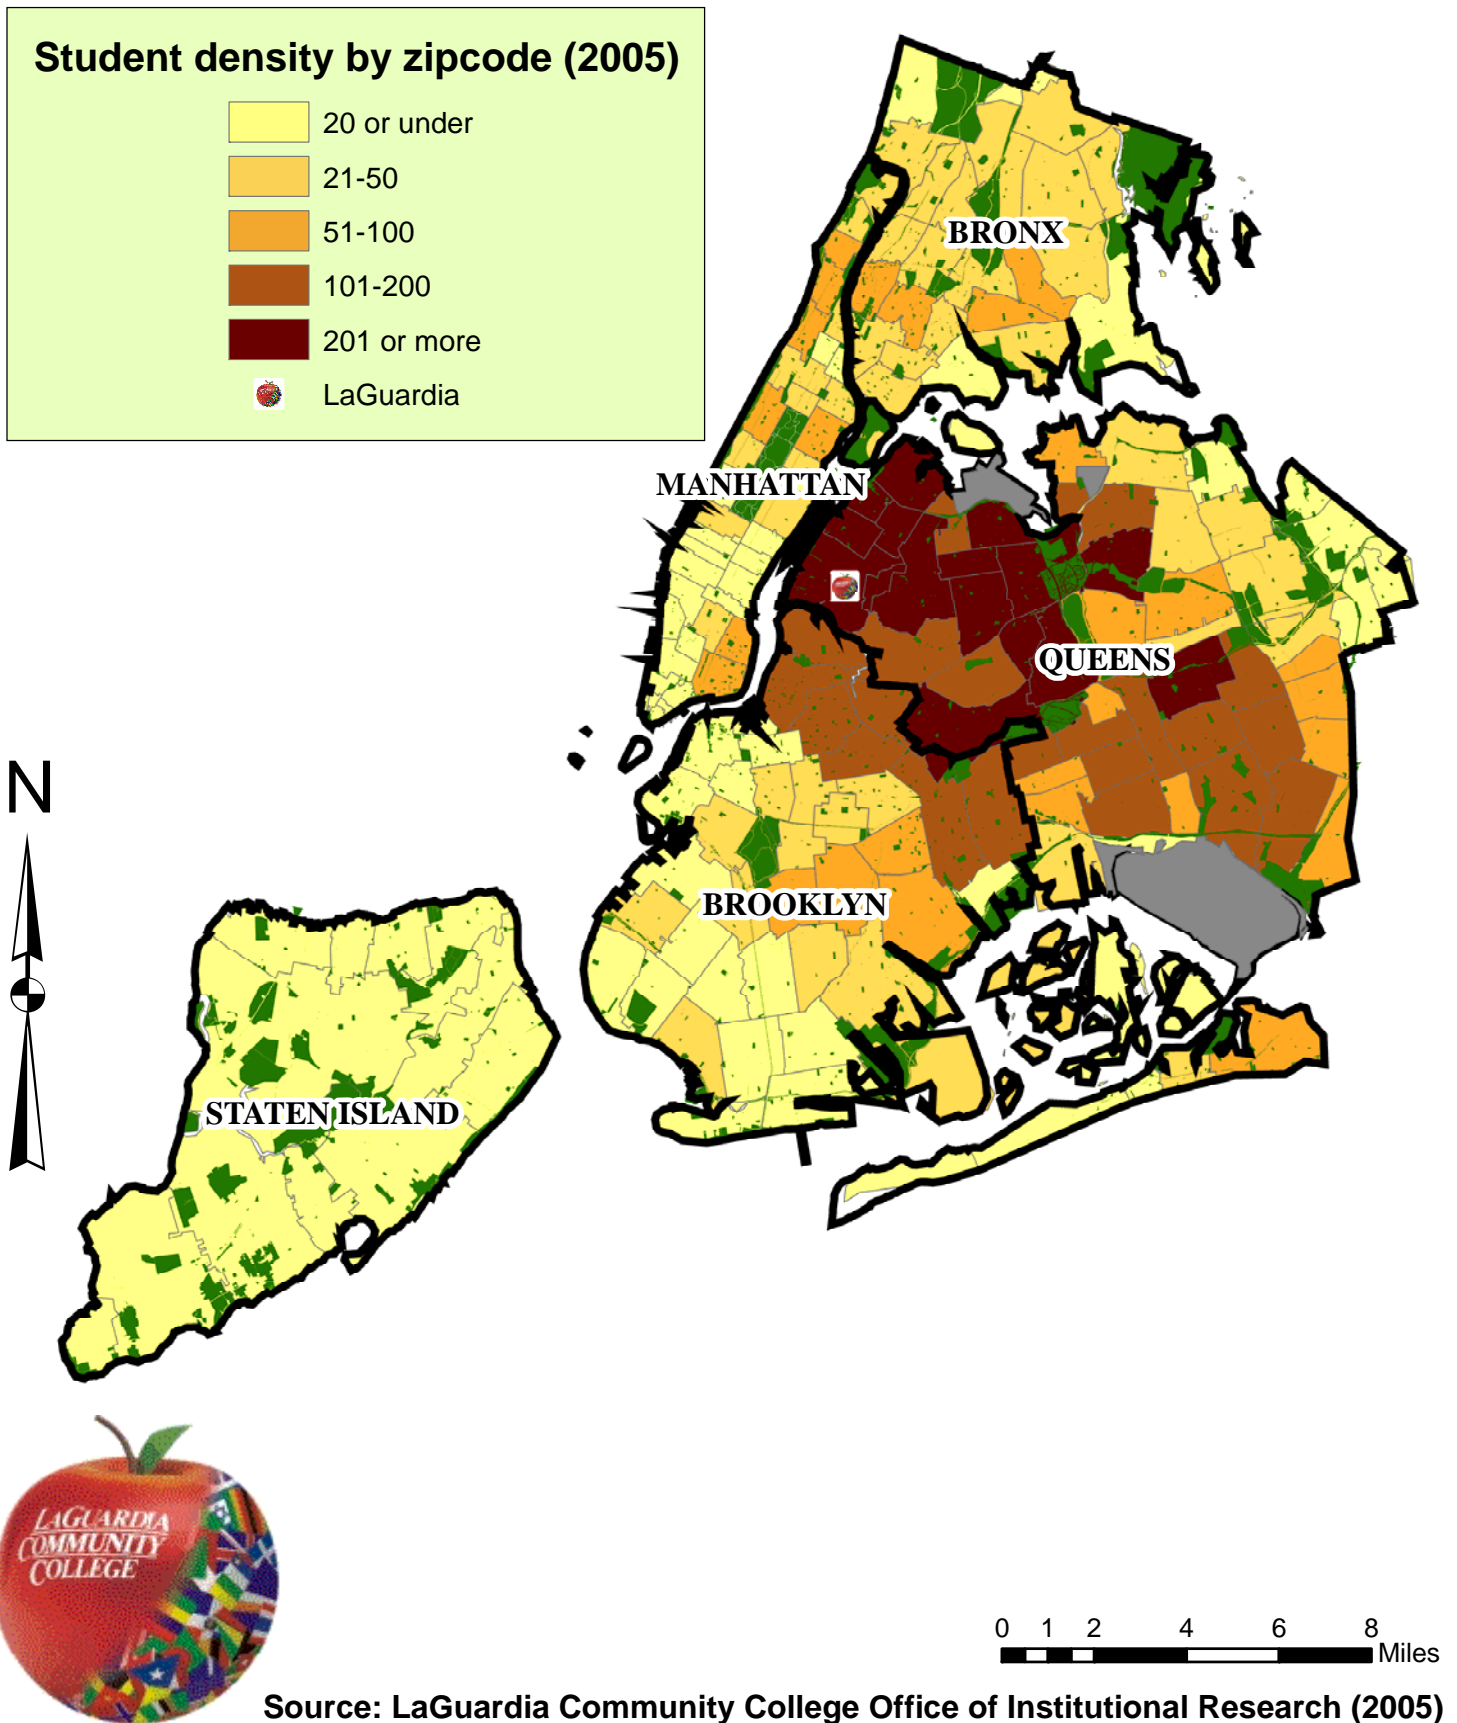 Student density by zipcode (2005)
20 or under
21-50
51-100
101-200
201 or more
LaGuardia
BRONX
MANHATTAN
QUEENS
N
BROOKLYN
STATEN ISLAND
LAGUARDIA
COMMUNITY
COLLEGE
0 1 2 4 6 8
Miles
Source: LaGuardia Community College Office of Institutional Research (2005)